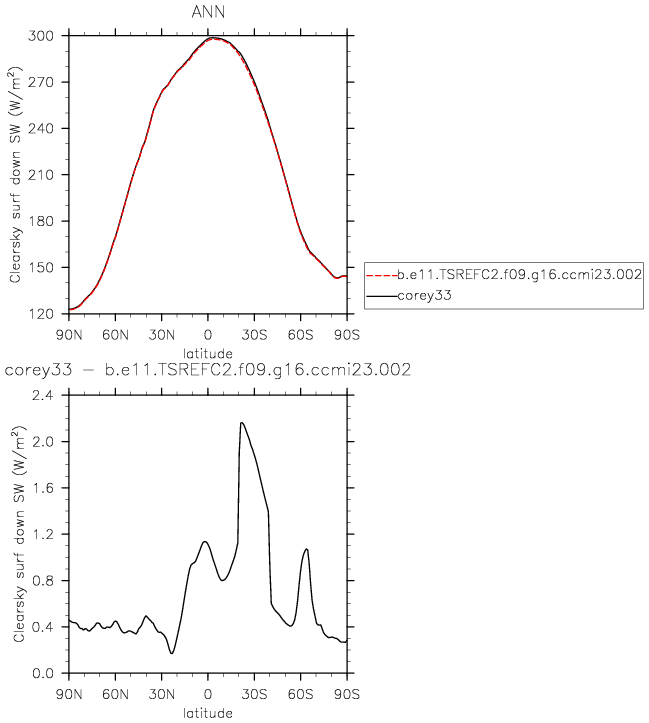 ANN
Clearsky surf down SW (W/m²)
300
270
240
210
180
150
120
90N 60N 30N 0 30S 60S 90S
latitude
b.e11.TSREFC2.f09.g16.ccmi23.002
corey33
corey33 - b.e11.TSREFC2.f09.g16.ccmi23.002
Clearsky surf down SW (W/m²)
2.4
2.0
1.6
1.2
0.8
0.4
0.0
90N 60N 30N 0 30S 60S 90S
latitude